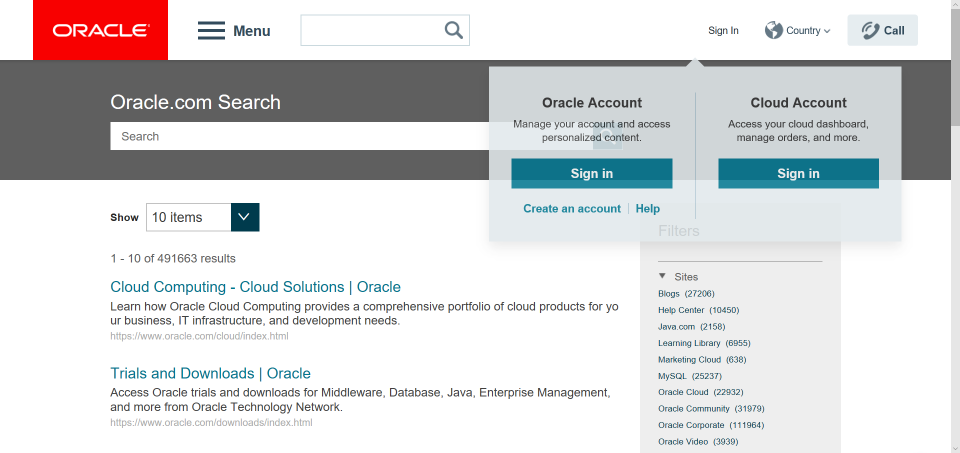 ORACLE
Menu
Sign In
Country
Call
Oracle.com Search
Search
Oracle Account
Manage your account and access
personalized content.
Sign in
Create an account
Help
Cloud Account
Access your cloud dashboard,
manage orders, and more.
Sign in
Show
10 items
1 - 10 of 491663 results
Cloud Computing - Cloud Solutions | Oracle
Learn how Oracle Cloud Computing provides a comprehensive portfolio of cloud products for yo
ur business, IT infrastructure, and development needs.
https://www.oracle.com/cloud/index.html
Trials and Downloads | Oracle
Access Oracle trials and downloads for Middleware, Database, Java, Enterprise Management,
and more from Oracle Technology Network.
https://www.oracle.com/downloads/index.html
Filters
Sites
Blogs (27206)
Help Center (10450)
Java.com (2158)
Learning Library (6955)
Marketing Cloud (638)
MySQL (25237)
Oracle Cloud (22932)
Oracle Community (31979)
Oracle Corporate (111964)
Oracle Video (3939)